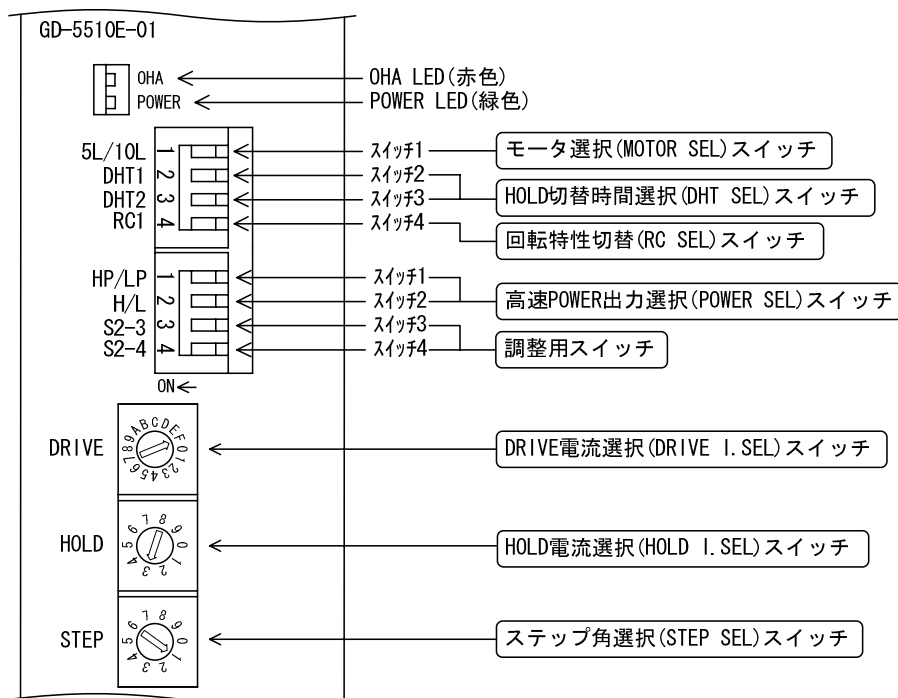 GD-5510E-01
OHA OHA LED(赤色)
POWER POWER LED(緑色)
5L/10L 1 スイッチ1 モータ選択(MOTOR SEL)スイッチ
DHT1 2 スイッチ2
DHT2 3 スイッチ3 HOLD切替時間選択(DHT SEL)スイッチ
RC1 4 スイッチ4 回転特性切替(RC SEL)スイッチ
HP/LP 1 スイッチ1
H/L 2 スイッチ2 高速POWER出力選択(POWER SEL)スイッチ
S2-3 3 スイッチ3
S2-4 4 スイッチ4 調整用スイッチ
ON
DRIVE 0123456789ABCDEF DRIVE電流選択(DRIVE I.SEL)スイッチ
HOLD 0123456789 HOLD電流選択(HOLD I.SEL)スイッチ
STEP 0123456789 ステップ角選択(STEP SEL)スイッチ